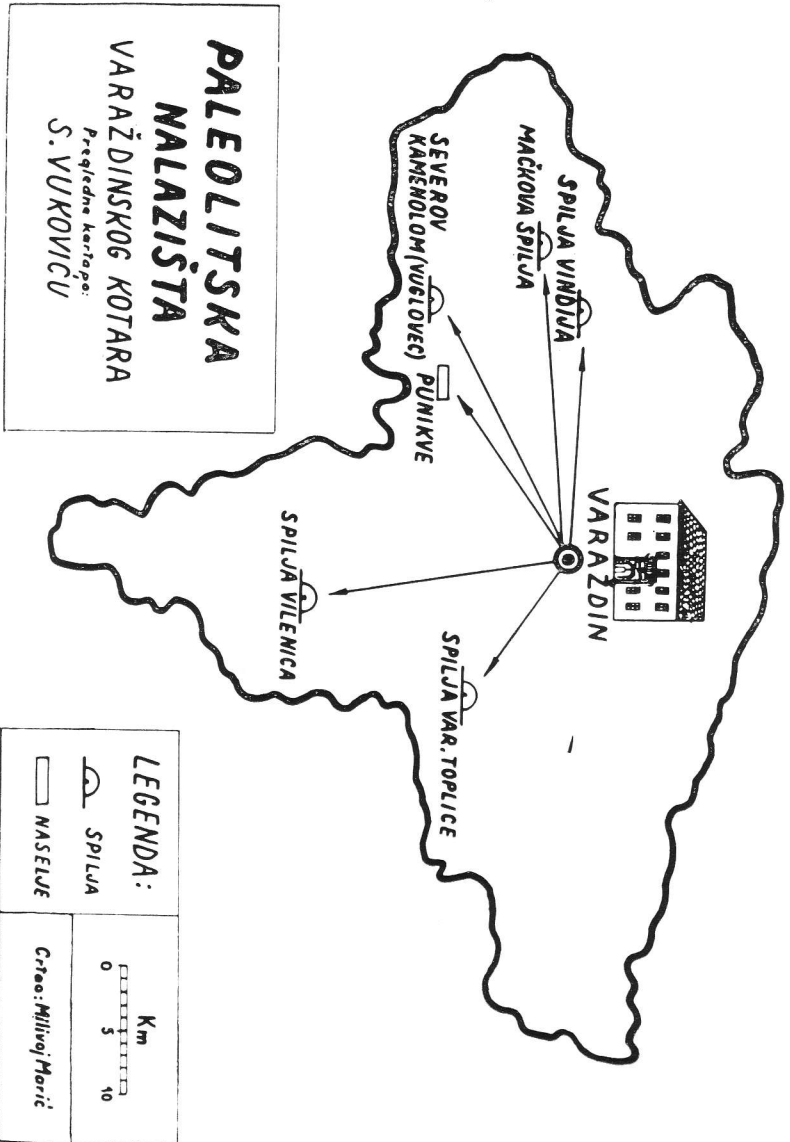 PALEOLITSKA
NALAZIŠTA
VARAŽDINSKOG KOTARA
Pregledna karta po:
S. VUKOVIĆU
VARAŽDIN
SPILJA VINDIJA
MAČKOVA SPILJA
SEVEROV
KAMENOLOM (VUGLOVEC)
PUNIKVE
SPILJA VILENICA
SPILJA VAR. TOPLICE
LEGENDA:
SPILJA
NASELJE
Km
0 5 10
Crtao: Milivoj Marić